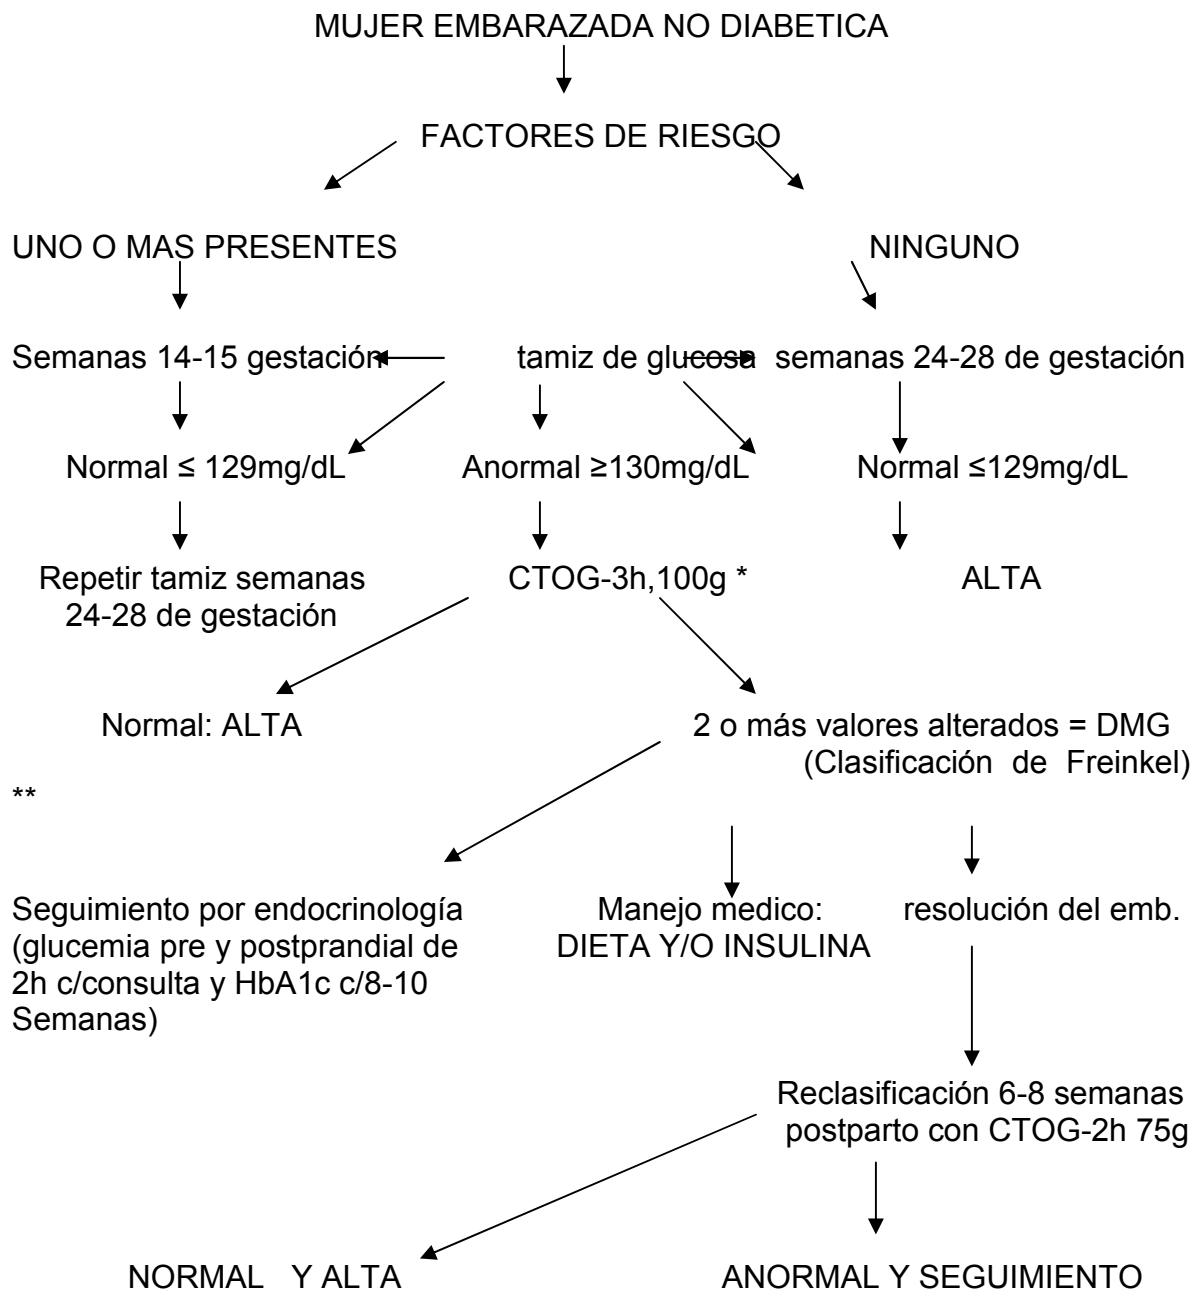 MUJER EMBARAZADA NO DIABETICA
FACTORES DE RIESGO
UNO O MAS PRESENTES NINGUNO
Semanas 14-15 gestación tamiz de glucosa semanas 24-28 de gestación
Normal ≤ 129mg/dL Anormal ≥130mg/dL Normal ≤129mg/dL
Repetir tamiz semanas CTOG-3h,100g * ALTA
24-28 de gestación
Normal: ALTA 2 o más valores alterados = DMG
(Clasificación de Freinkel)
**
Seguimiento por endocrinología Manejo medico: resolución del emb.
(glucemia pre y postprandial de DIETA Y/O INSULINA
2h c/consulta y HbA1c c/8-10
Semanas)
Reclasificación 6-8 semanas
postparto con CTOG-2h 75g
NORMAL Y ALTA ANORMAL Y SEGUIMIENTO